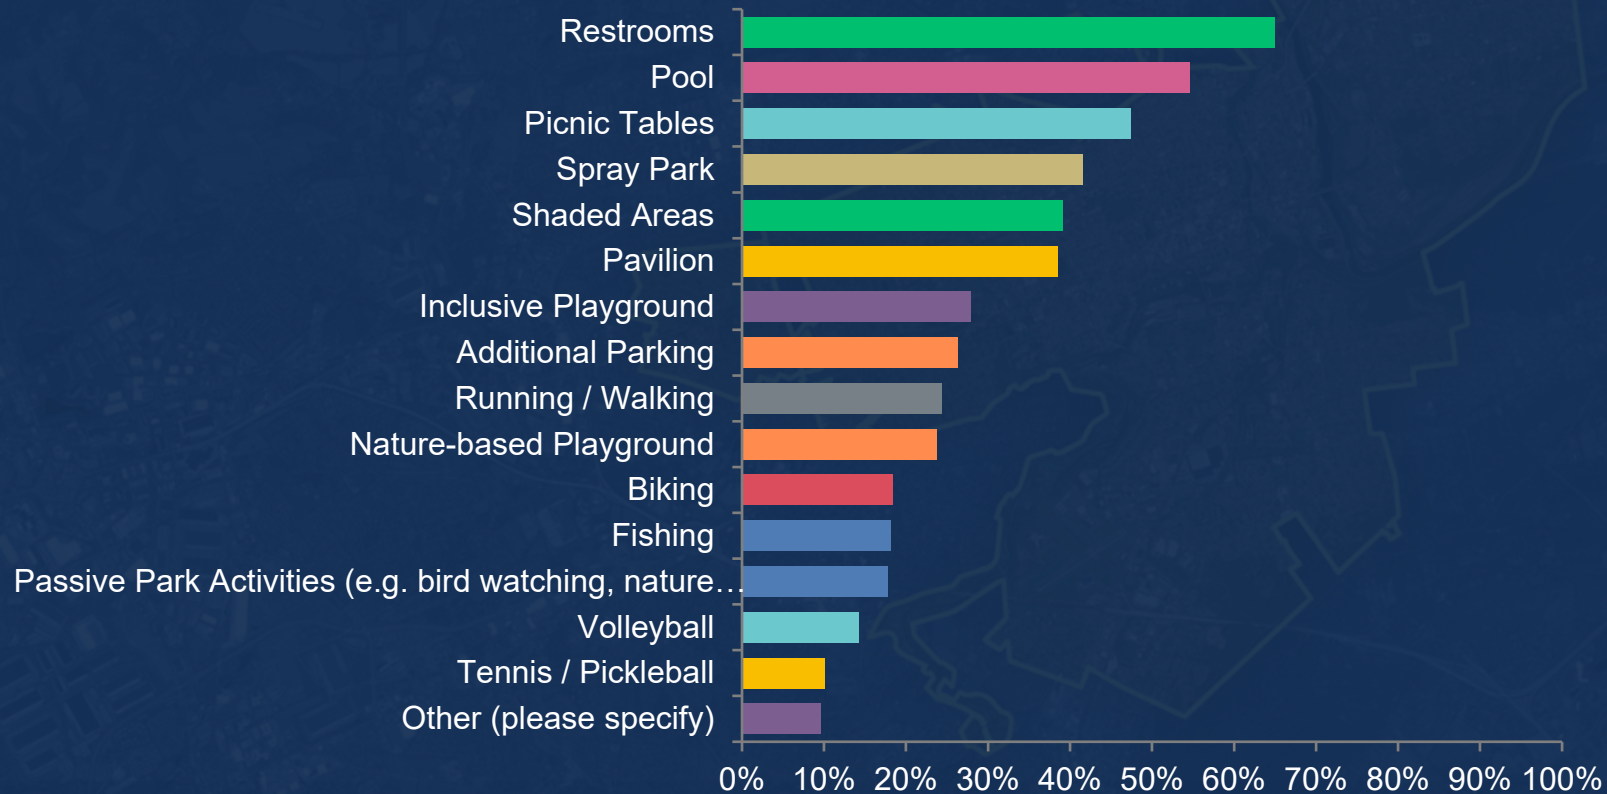 Restrooms
Pool
Picnic Tables
Spray Park
Shaded Areas
Pavilion
Inclusive Playground
Additional Parking
Running / Walking
Nature-based Playground
Biking
Fishing
Passive Park Activities (e.g. bird watching, nature…
Volleyball
Tennis / Pickleball
Other (please specify)
0% 10% 20% 30% 40% 50% 60% 70% 80% 90% 100%